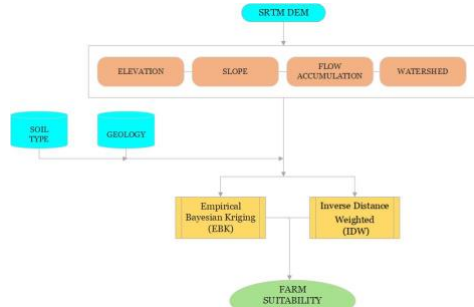 SRTM DEM
ELEVATION
SLOPE
FLOW
ACCUMULATION
WATERSHED
SOIL
TYPE
GEOLOGY
Empirical
Bayesian Kriging
(EBK)
Inverse Distance
Weighted
(IDW)
FARM
SUITABILITY